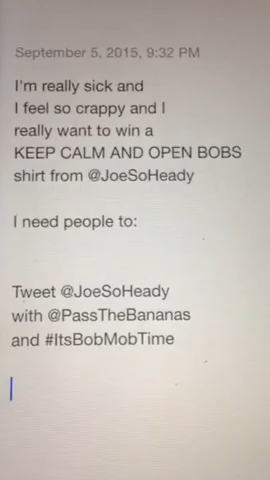 September 5, 2015, 9:32 PM
I'm really sick and
I feel so crappy and I
really want to win a
KEEP CALM AND OPEN BOBS
shirt from @JoeSoHeady
I need people to:
Tweet @JoeSoHeady
with @PassTheBananas
and #ItsBobMobTime